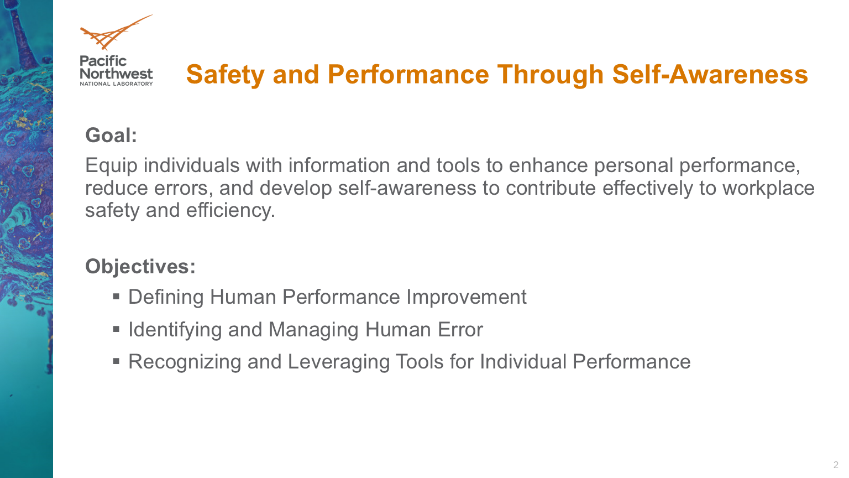 Pacific
Northwest
NATIONAL LABORATORY
Safety and Performance Through Self-Awareness
Goal:
Equip individuals with information and tools to enhance personal performance,
reduce errors, and develop self-awareness to contribute effectively to workplace
safety and efficiency.
Objectives:
▪ Defining Human Performance Improvement
▪ Identifying and Managing Human Error
▪ Recognizing and Leveraging Tools for Individual Performance
2